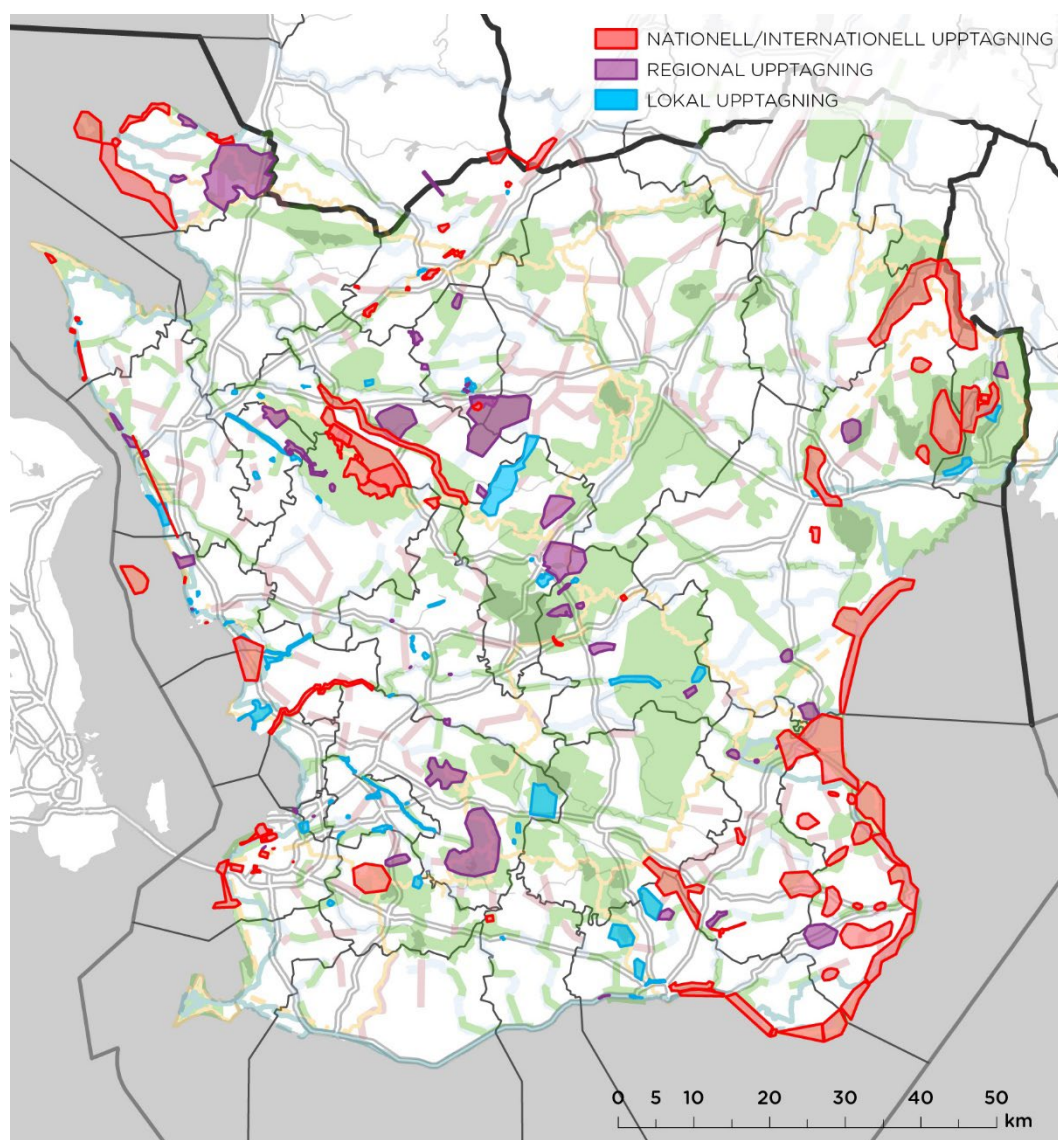 NATIONELL/INTERNATIONELL UPPTAGNING
REGIONAL UPPTAGNING
LOKAL UPPTAGNING
0 5 10 20 30 40 50
km